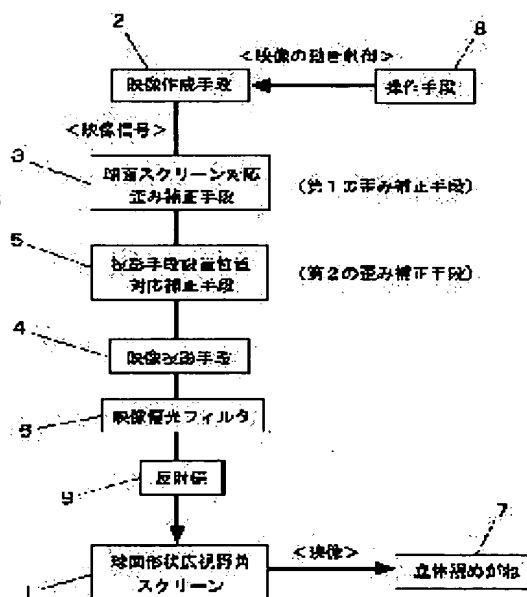 2
8
<映像の動き制御>
映像作成手段
操作手段
<映像信号>
3
球面スクリーン対応
歪み補正手段
(第1の歪み補正手段)
5
投影手段設置位置
対応補正手段
(第2の歪み補正手段)
4
映像投影手段
6
映像偏光フィルタ
反射鏡
9
7
球面形状広視野角
スクリーン
<映像>
立体視めがね
1